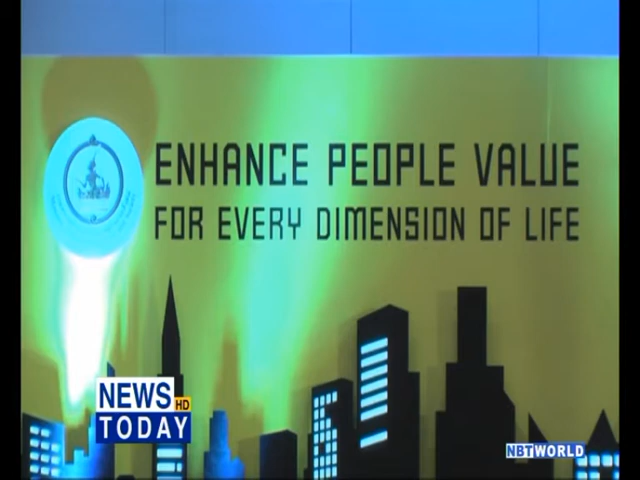 ENHANCE PEOPLE VALUE
FOR EVERY DIMENSION OF LIFE
NEWS HD
TODAY
NBT WORLD